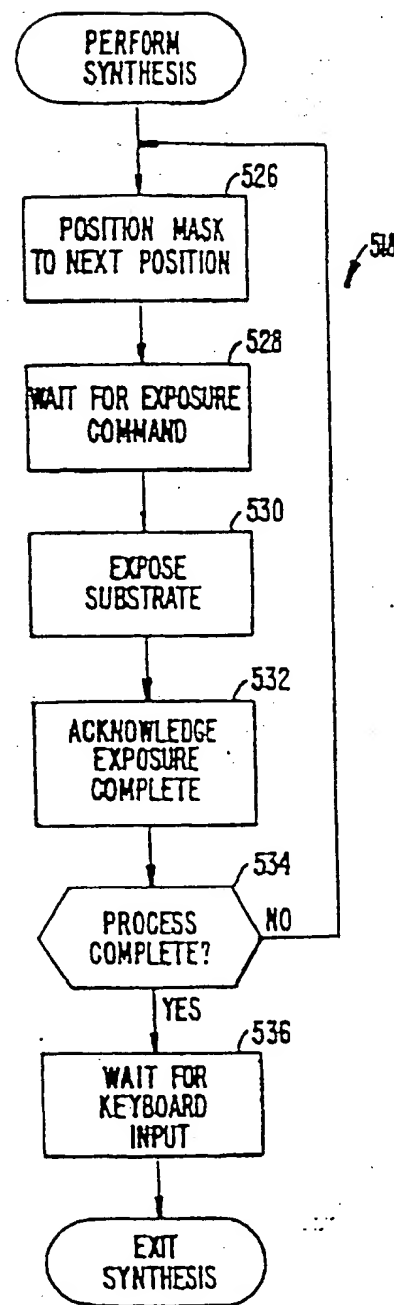 PERFORM
SYNTHESIS
526
POSITION MASK
TO NEXT POSITION
518
528
WAIT FOR EXPOSURE
COMMAND
530
EXPOSE
SUBSTRATE
532
ACKNOWLEDGE
EXPOSURE
COMPLETE
534
PROCESS
COMPLETE?
NO
YES
536
WAIT FOR
KEYBOARD
INPUT
EXIT
SYNTHESIS